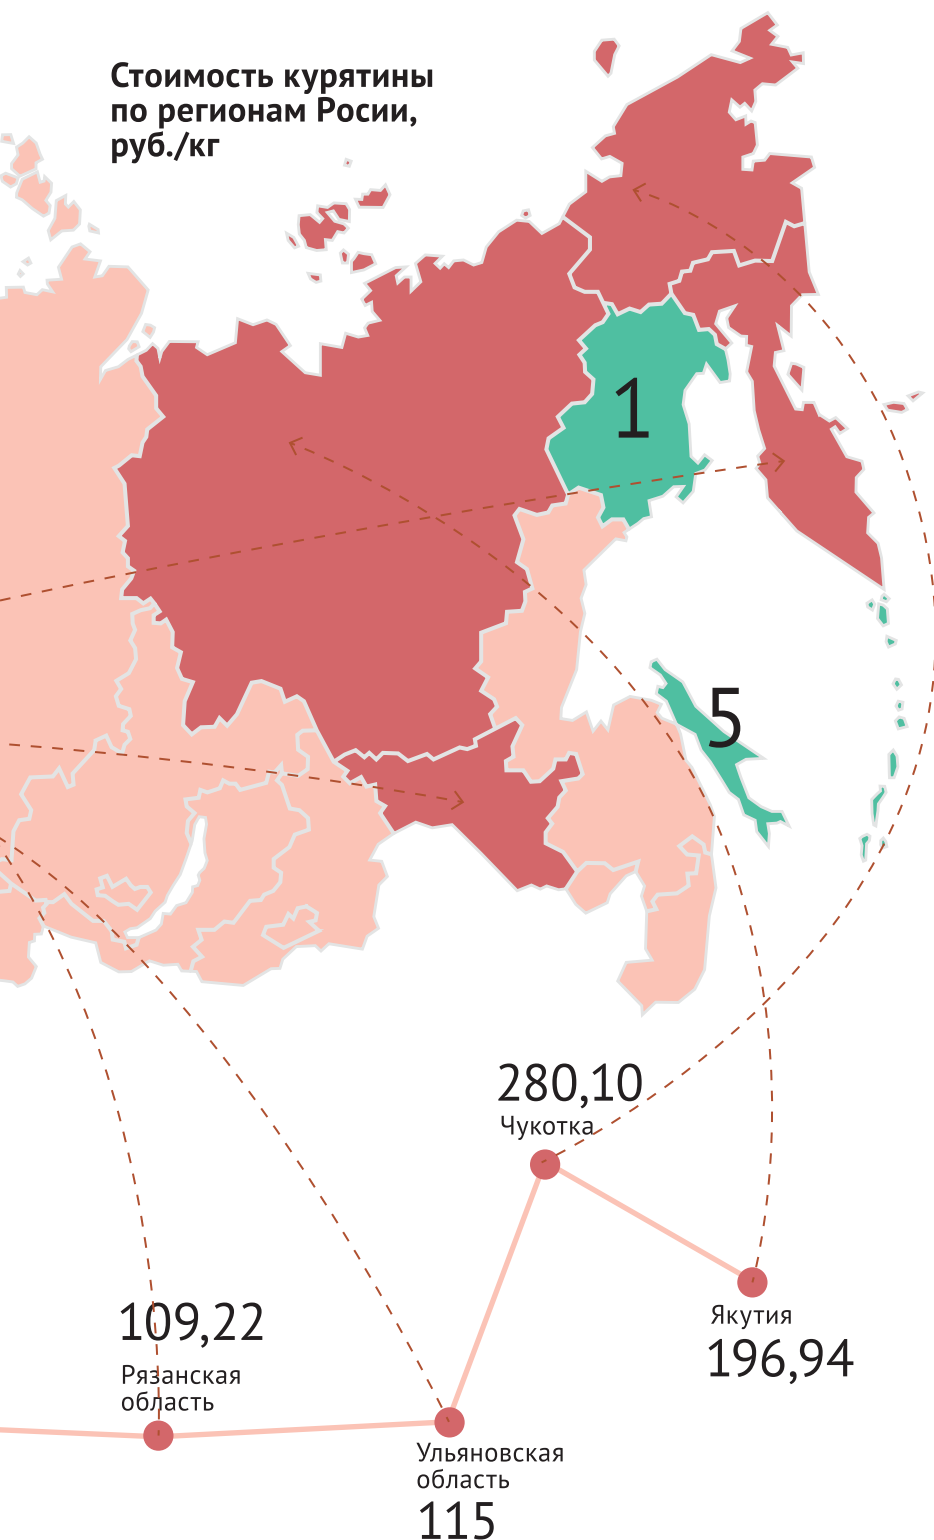 Стоимость курятины
по регионам Росии,
руб./кг
1
5
280,10
Чукотка
109,22
Рязанская
область
Якутия
196,94
Ульяновская
область
115